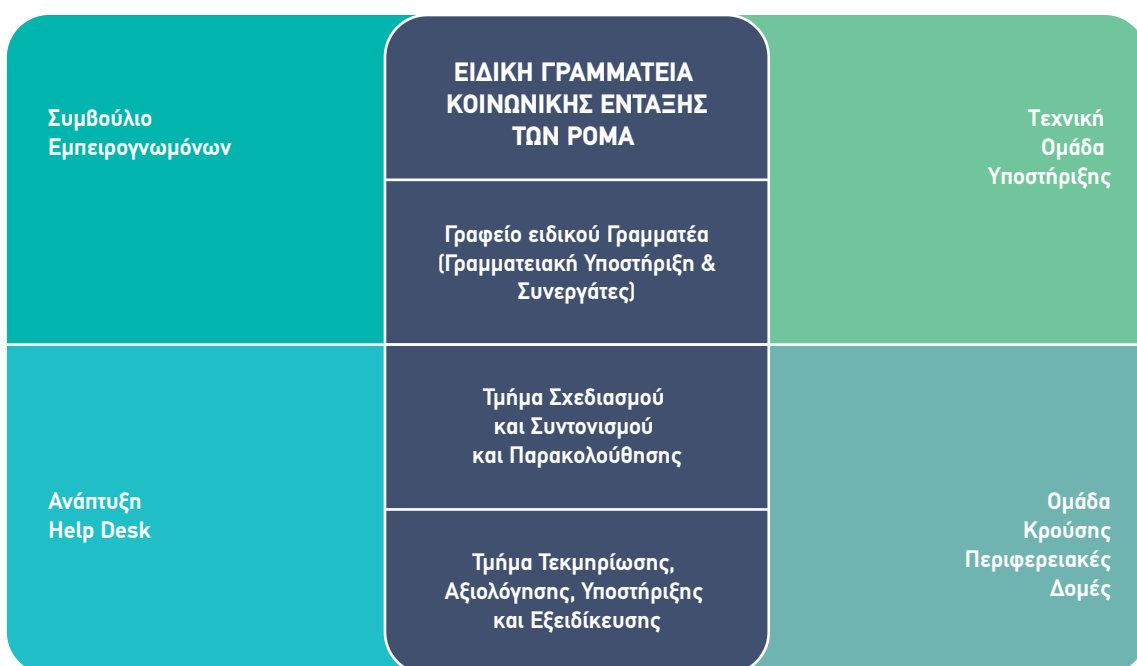 Συμβούλιο
Εμπειρογνωμόνων
ΕΙΔΙΚΗ ΓΡΑΜΜΑΤΕΙΑ
ΚΟΙΝΩΝΙΚΗΣ ΕΝΤΑΞΗΣ
ΤΩΝ ΡΟΜΑ
Γραφείο ειδικού Γραμματέα
(Γραμματειακή Υποστήριξη &
Συνεργάτες)
Τεχνική
Ομάδα
Υποστήριξης
Ανάπτυξη
Help Desk
Τμήμα Σχεδιασμού
και Συντονισμού
και Παρακολούθησης
Τμήμα Τεκμηρίωσης,
Αξιολόγησης, Υποστήριξης
και Εξειδίκευσης
Ομάδα
Κρούσης
Περιφερειακές
Δομές